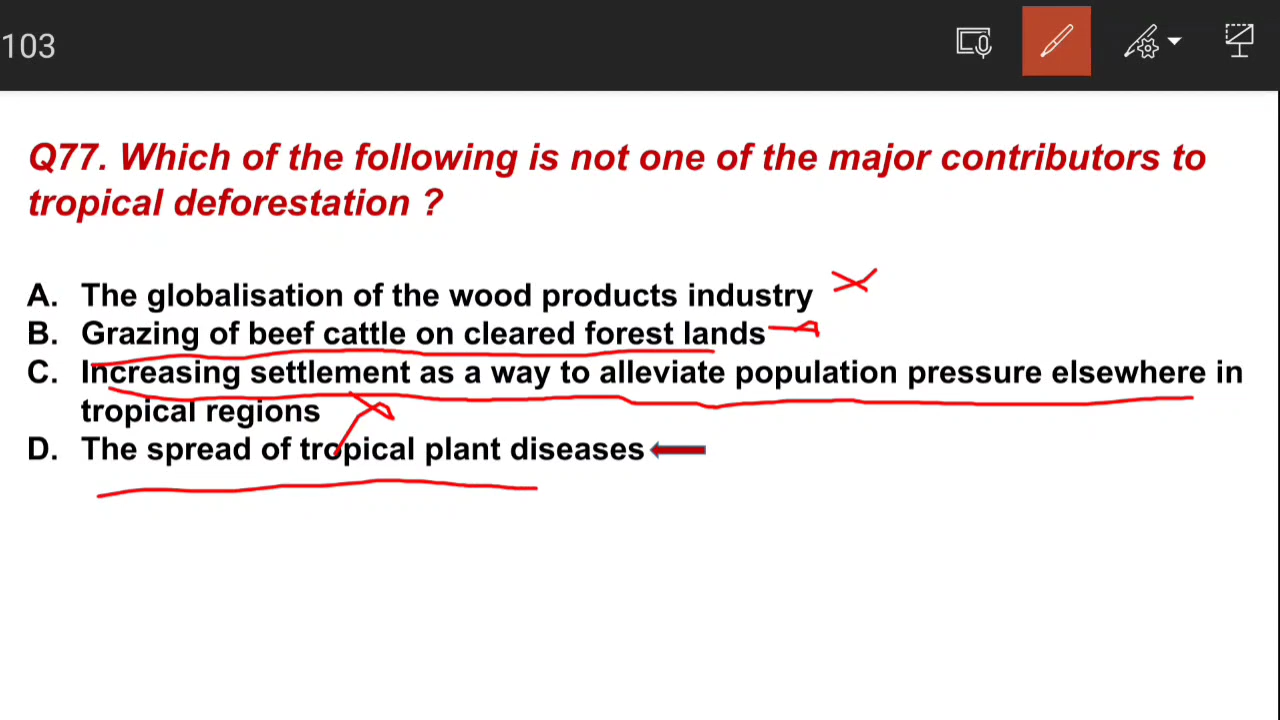 103
Q77. Which of the following is not one of the major contributors to
tropical deforestation ?
A. The globalisation of the wood products industry
B. Grazing of beef cattle on cleared forest lands
C. Increasing settlement as a way to alleviate population pressure elsewhere in
tropical regions
D. The spread of tropical plant diseases